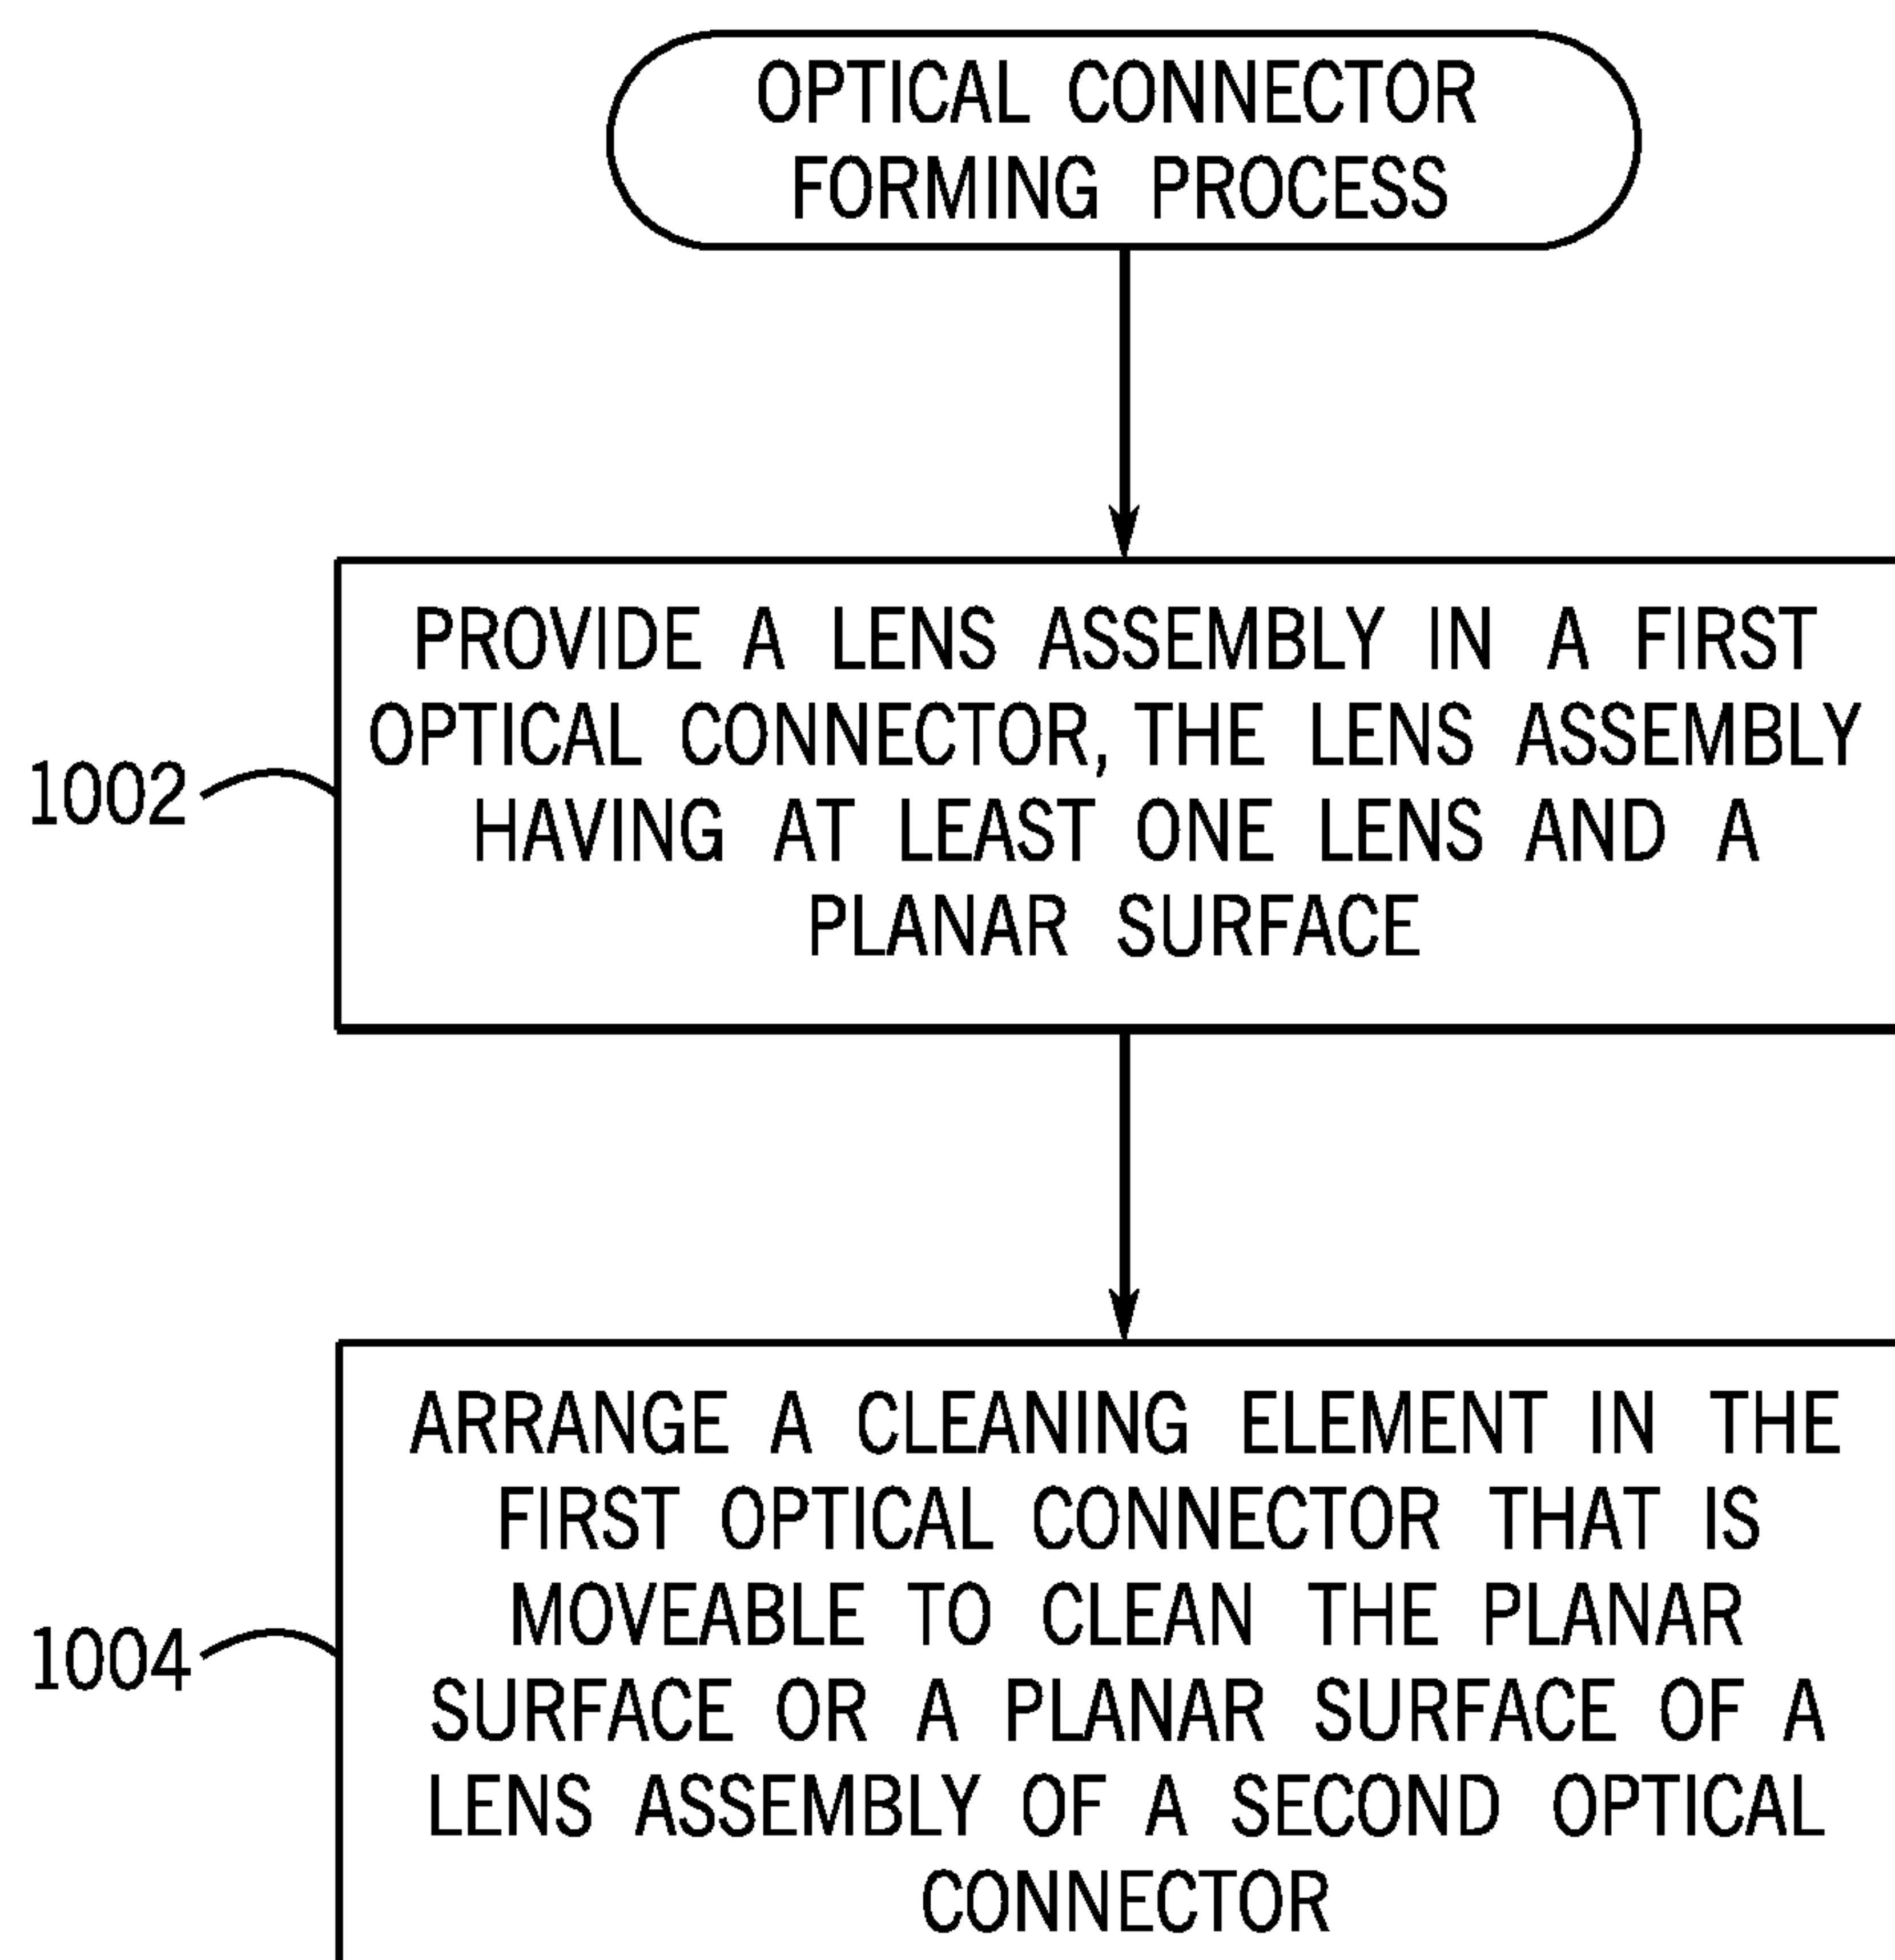 OPTICAL CONNECTOR
FORMING PROCESS
PROVIDE A LENS ASSEMBLY IN A FIRST
OPTICAL CONNECTOR, THE LENS ASSEMBLY
HAVING AT LEAST ONE LENS AND A
PLANAR SURFACE
1002
ARRANGE A CLEANING ELEMENT IN THE
FIRST OPTICAL CONNECTOR THAT IS
MOVEABLE TO CLEAN THE PLANAR
SURFACE OR A PLANAR SURFACE OF A
LENS ASSEMBLY OF A SECOND OPTICAL
CONNECTOR
1004